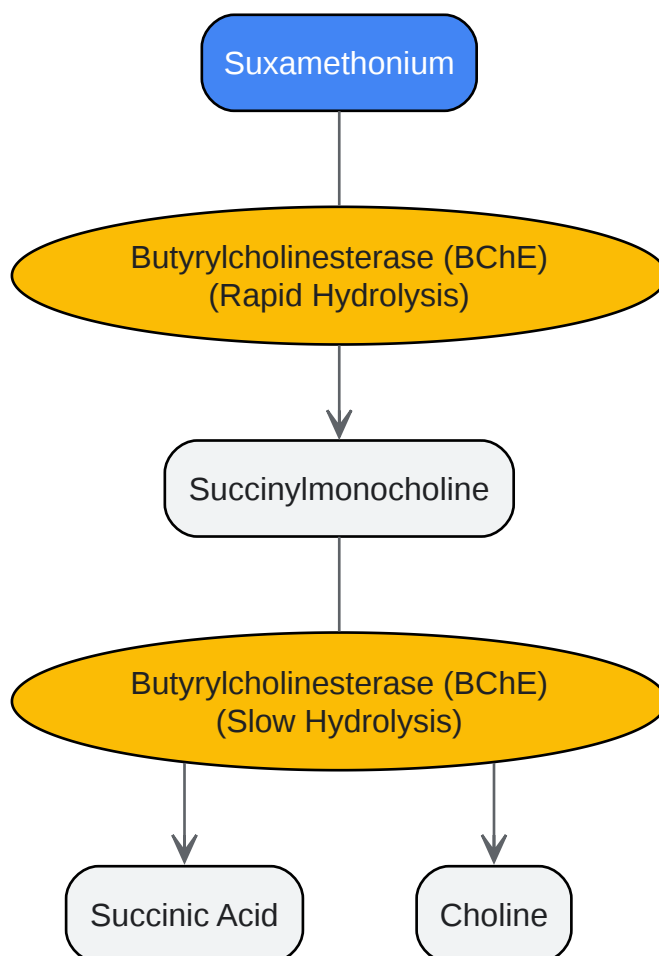 Suxamethonium
Butyrylcholinesterase (BChE)
(Rapid Hydrolysis)
Succinylmonocholine
Butyrylcholinesterase (BChE)
(Slow Hydrolysis)
Succinic Acid
Choline